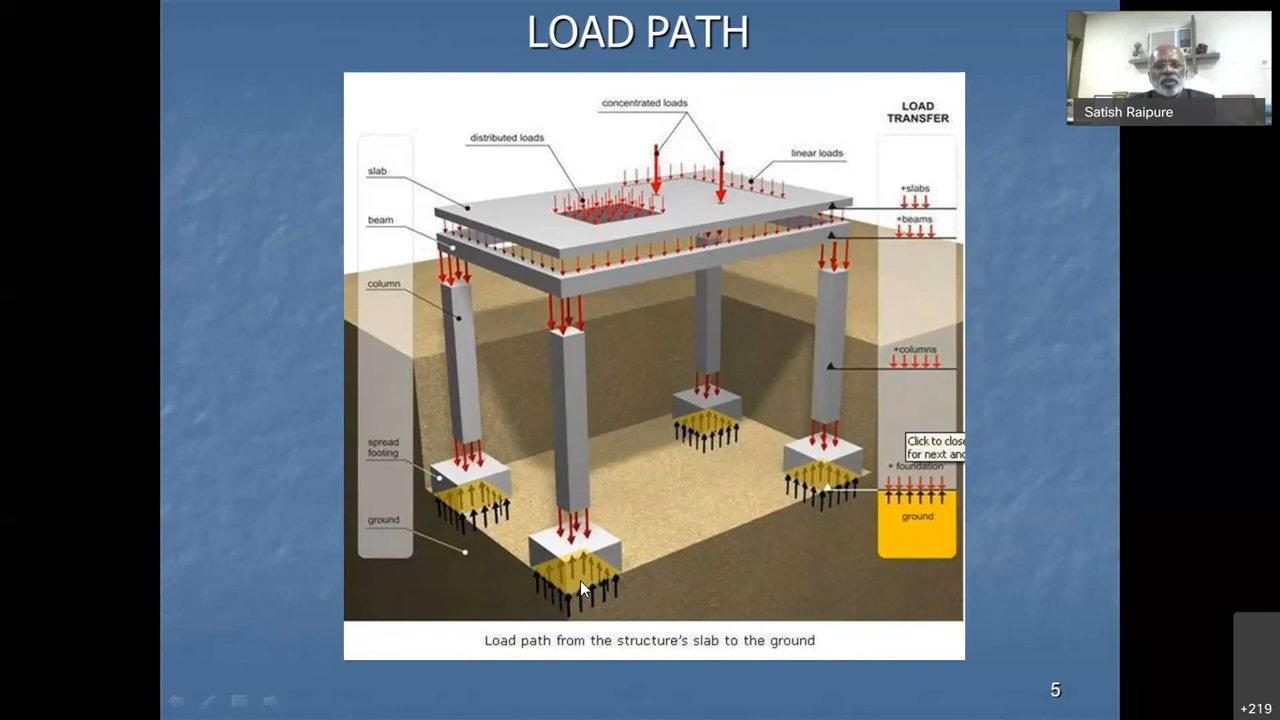 LOAD PATH
Satish Raipure
concentrated loads
LOAD
TRANSFER
distributed loads
linear loads
slab
+slabs
beam
+beams
column
+columns
Click to close
for next and
spread
footing
+ foundation
ground
ground
Load path from the structure's slab to the ground
5
+219